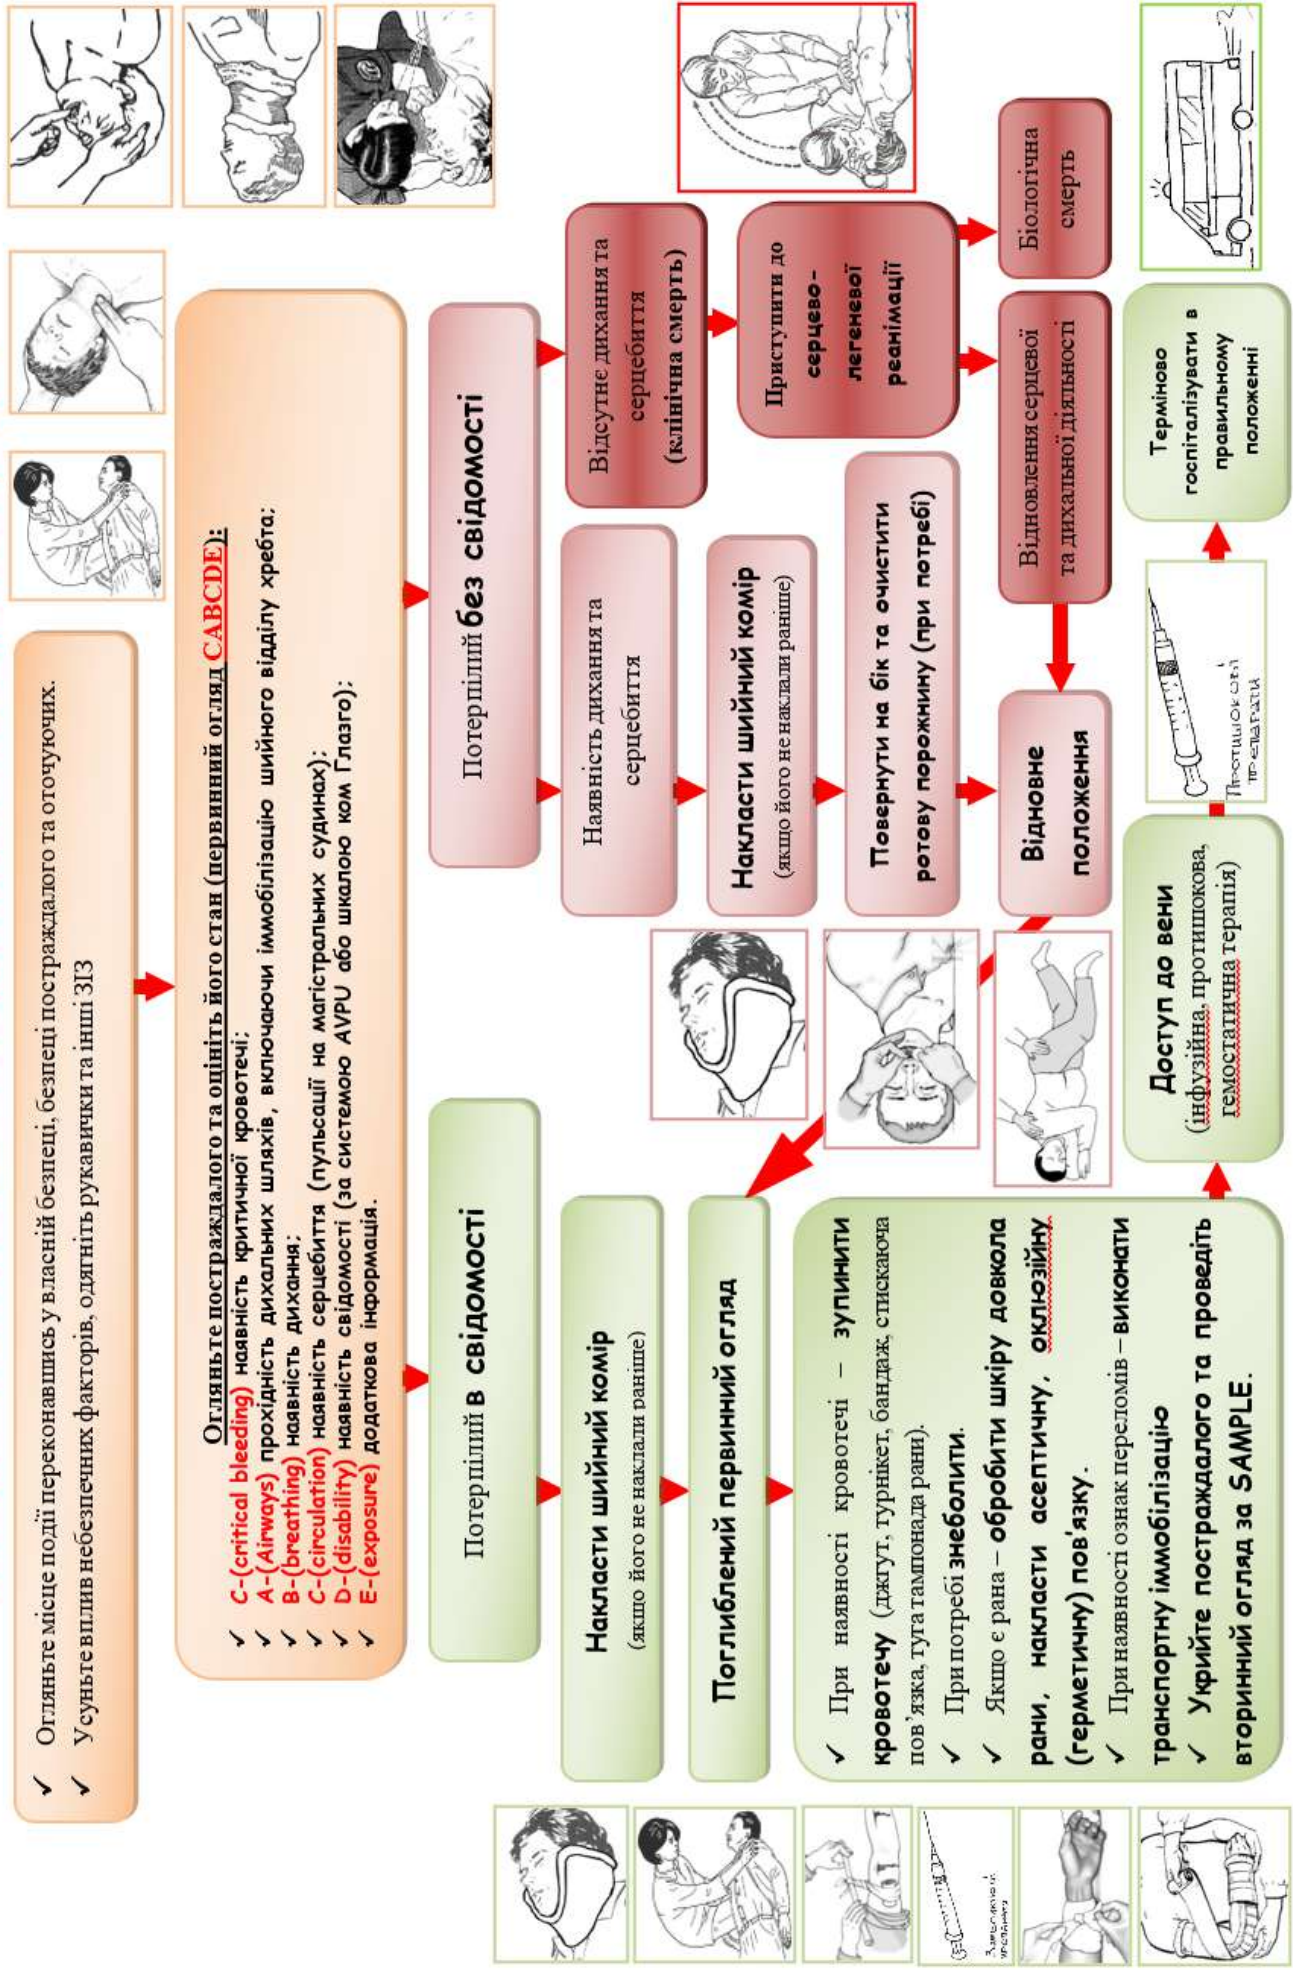 ✓ Огляньте місце події переконавшись у власній безпеці, безпеці постраждалого та оточуючих.
✓ Усуньте вплив небезпечних факторів, одягніть рукавички та інші ЗІЗ
Огляньте постраждалого та оцініть його стан (первинний огляд CABCDE):
✓ C-(critical bleeding) наявність критичної кровотечі;
✓ A-(Airways) прохідність дихальних шляхів, включаючи іммобілізацію шийного відділу хребта;
✓ B-(breathing) наявність дихання;
✓ C-(circulation) наявність серцебиття (пульсації на магістральних судинах);
✓ D-(disability) наявність свідомості (за системою AVPU або шкалою ком Глазго);
✓ E-(exposure) додаткова інформація.
Потерпілий в свідомості
Накласти шийний комір
(якщо його не наклали раніше)
Поглиблений первинний огляд
✓ При наявності кровотечі – зупинити
кровотечу (джгут, турнікет, бандаж, стискаюча
пов’язка, туга тампонада рани).
✓ При потребі знеболити.
✓ Якщо є рана – обробити шкіру довкола
рани, накласти асептичну, оклюзійну
(герметичну) пов’язку.
✓ При наявності ознак переломів – виконати
транспортну іммобілізацію
✓ Укрийте постраждалого та проведіть
вторинний огляд за SAMPLE.
Потерпілий без свідомості
Наявність дихання та
серцебиття
Накласти шийний комір
(якщо його не наклали раніше)
Повернути на бік та очистити
ротову порожнину (при потребі)
Відновне
положення
Відсутнє дихання та
серцебиття
(клінічна смерть)
Приступити до
серцево-
легеневої
реанімації
Відновлення серцевої
та дихальної діяльності
Біологічна
смерть
Доступ до вени
(інфузійна, протишокова,
гемостатична терапія)
Протишокові
препарати
Терміново
госпіталізувати в
правильному
положенні